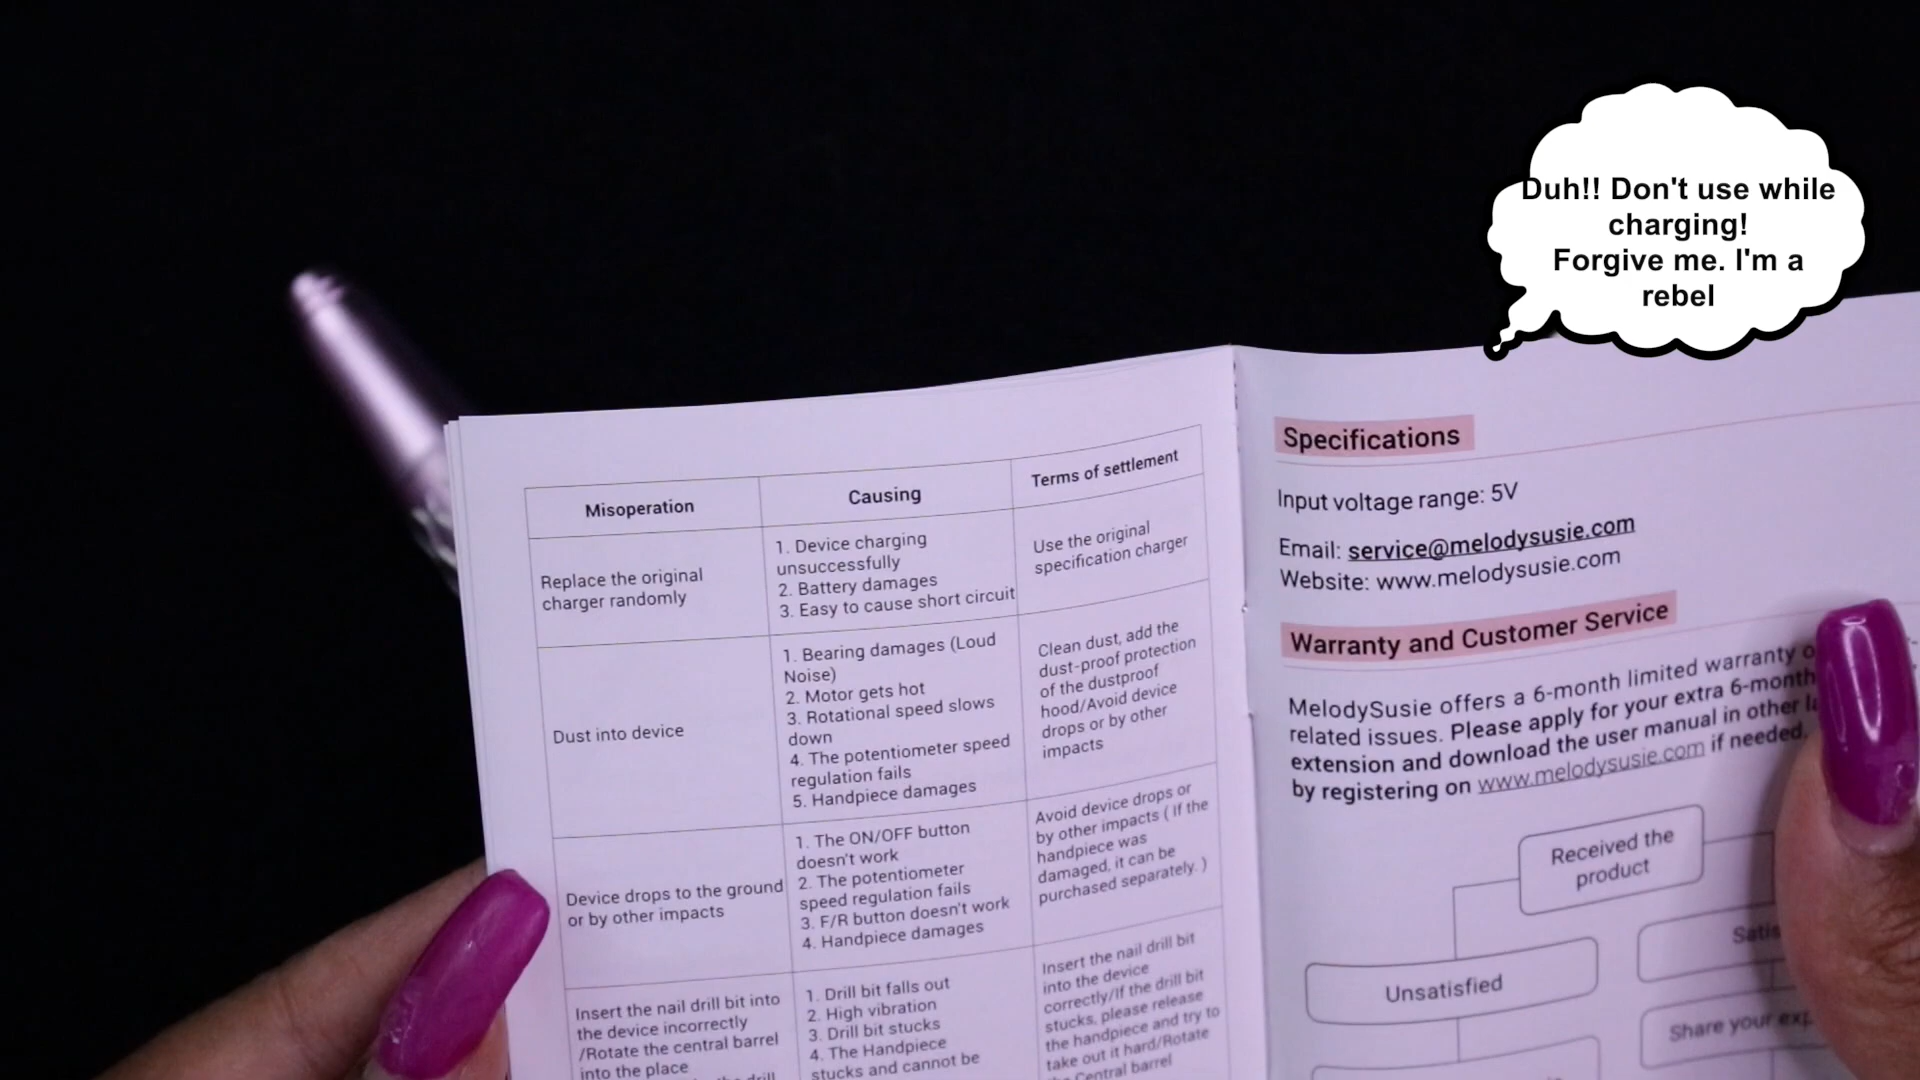 Duh!! Don't use while
charging!
Forgive me. I'm a
rebel
Misoperation
Causing
Terms of settlement
Replace the original
charger randomly
1. Device charging
unsuccessfully
2. Battery damages
3. Easy to cause short circuit
Use the original
specification charger
Dust into device
1. Bearing damages (Loud
Noise)
2. Motor gets hot
3. Rotational speed slows
down
4. The potentiometer speed
regulation fails
5. Handpiece damages
Clean dust, add the
dust-proof protection
of the dustproof
hood/Avoid device
drops or by other
impacts
Device drops to the ground
or by other impacts
1. The ON/OFF button
doesn't work
2. The potentiometer
speed regulation fails
3. F/R button doesn't work
4. Handpiece damages
Avoid device drops or
by other impacts ( If the
handpiece was
damaged, it can be
purchased separately. )
Insert the nail drill bit into
the device incorrectly
/Rotate the central barrel
into the place
1. Drill bit falls out
2. High vibration
3. Drill bit stucks
4. The Handpiece
stucks and cannot be
Insert the nail drill bit
into the device
correctly/If the drill bit
stucks, please release
the handpiece and try to
take out it hard/Rotate
Central barrel
Specifications
Input voltage range: 5V
Email: service@melodysusie.com
Website: www.melodysusie.com
Warranty and Customer Service
MelodySusie offers a 6-month limited warranty
related issues. Please apply for your extra 6-month
extension and download the user manual in other
by registering on www.melodysusie.com if needed.
Received the
product
Unsatisfied
Share your